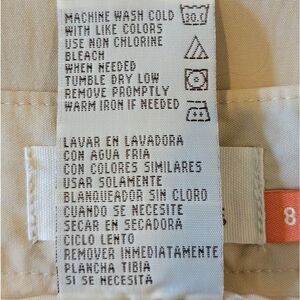 MACHINE WASH COLD
WITH LIKE COLORS
USE NON CHLORINE
BLEACH
WHEN NEEDED
TUMBLE DRY LOW
REMOVE PROMPTLY
WARM IRON IF NEEDED
30C
LAVAR EN LAVADORA
CON AGUA FRIA
CON COLORES SIMILARES
USAR SOLAMENTE
BLANQUEADOR SIN CLORO
CUANDO SE NECESITE
SECAR EN SECADORA
CICLO LENTO
REMOVER INMEDIATAMENTE
PLANCHA TIBIA
SI SE NECESITA
8